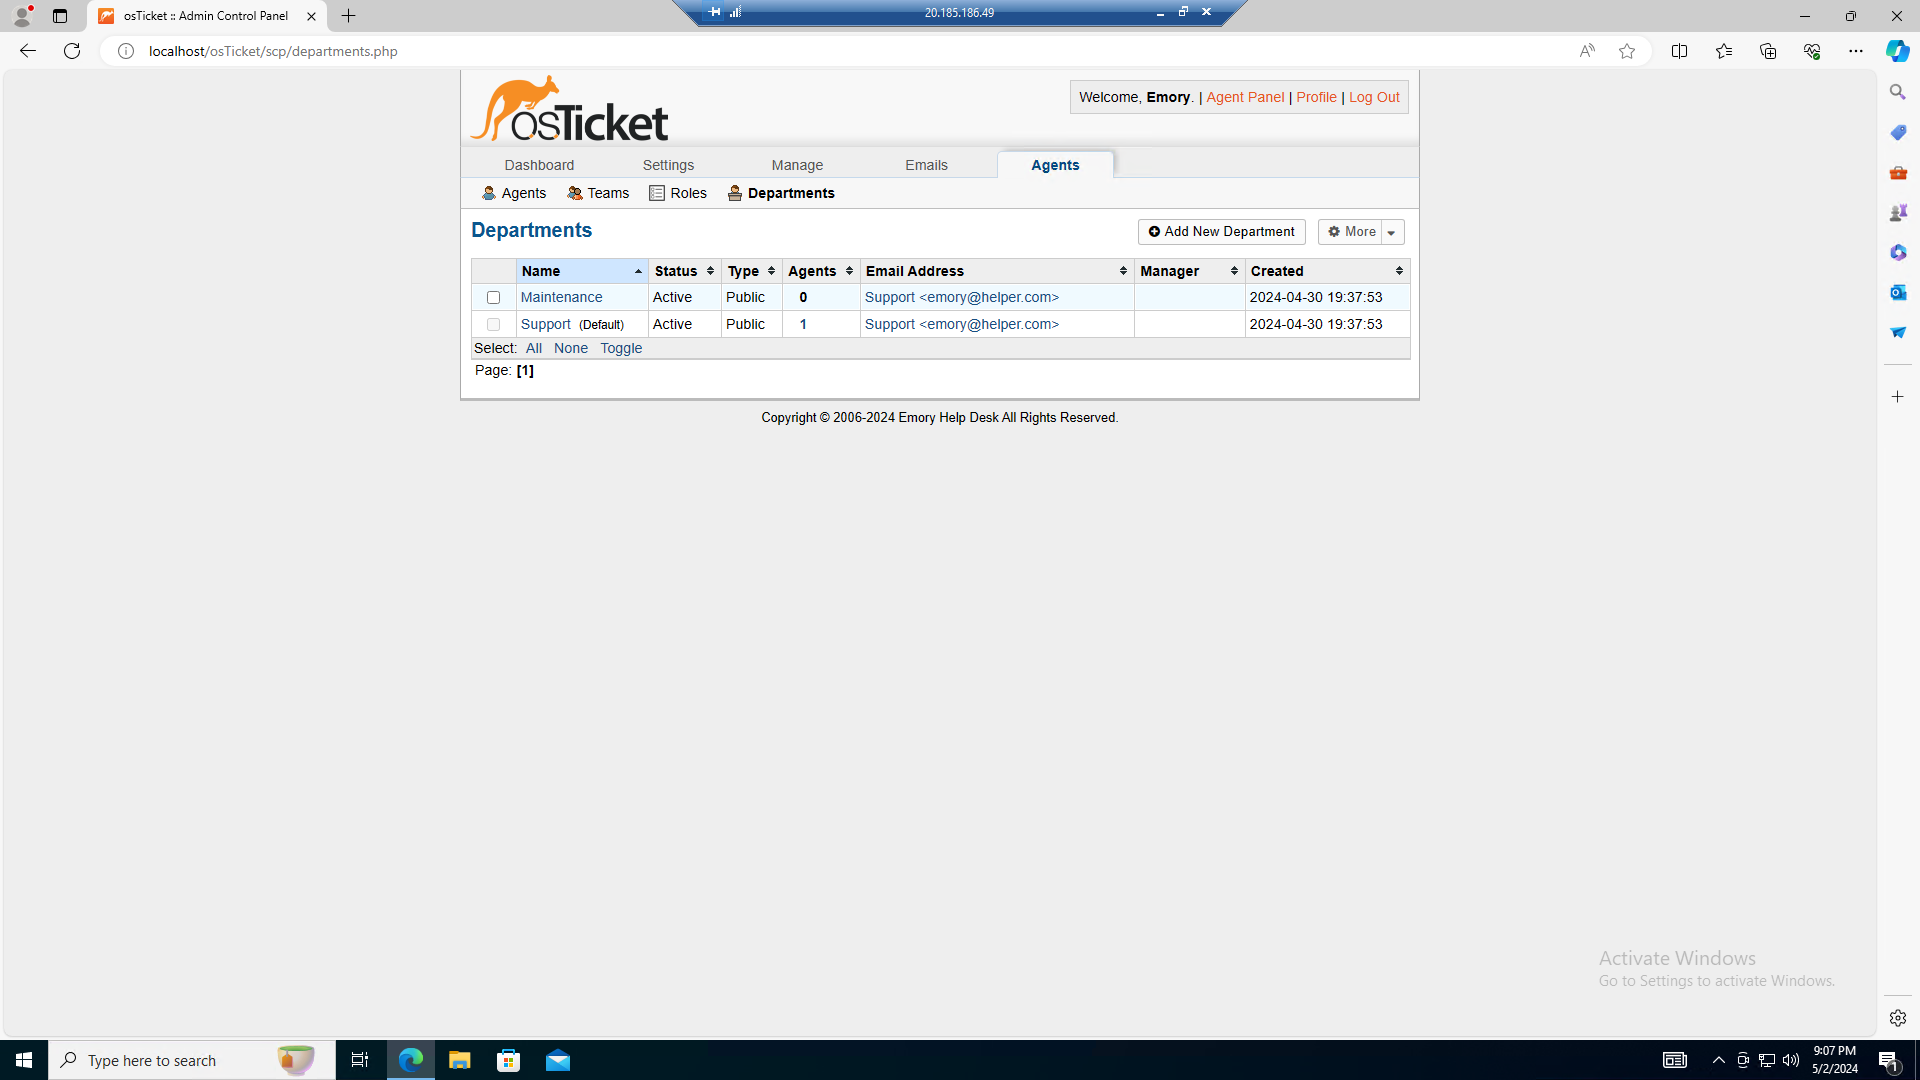 osTicket :: Admin Control Panel
20.185.186.49
localhost/osTicket/scp/departments.php
osTicket
Welcome, Emory. | Agent Panel | Profile | Log Out
Dashboard Settings Manage Emails Agents
Agents Teams Roles Departments
Departments
Add New Department More
Name Status Type Agents Email Address Manager Created
Maintenance Active Public 0 Support <emory@helper.com> 2024-04-30 19:37:53
Support (Default) Active Public 1 Support <emory@helper.com> 2024-04-30 19:37:53
Select: All None Toggle
Page: [1]
Copyright © 2006-2024 Emory Help Desk All Rights Reserved.
Activate Windows
Go to Settings to activate Windows.
Type here to search
9:07 PM
5/2/2024
1